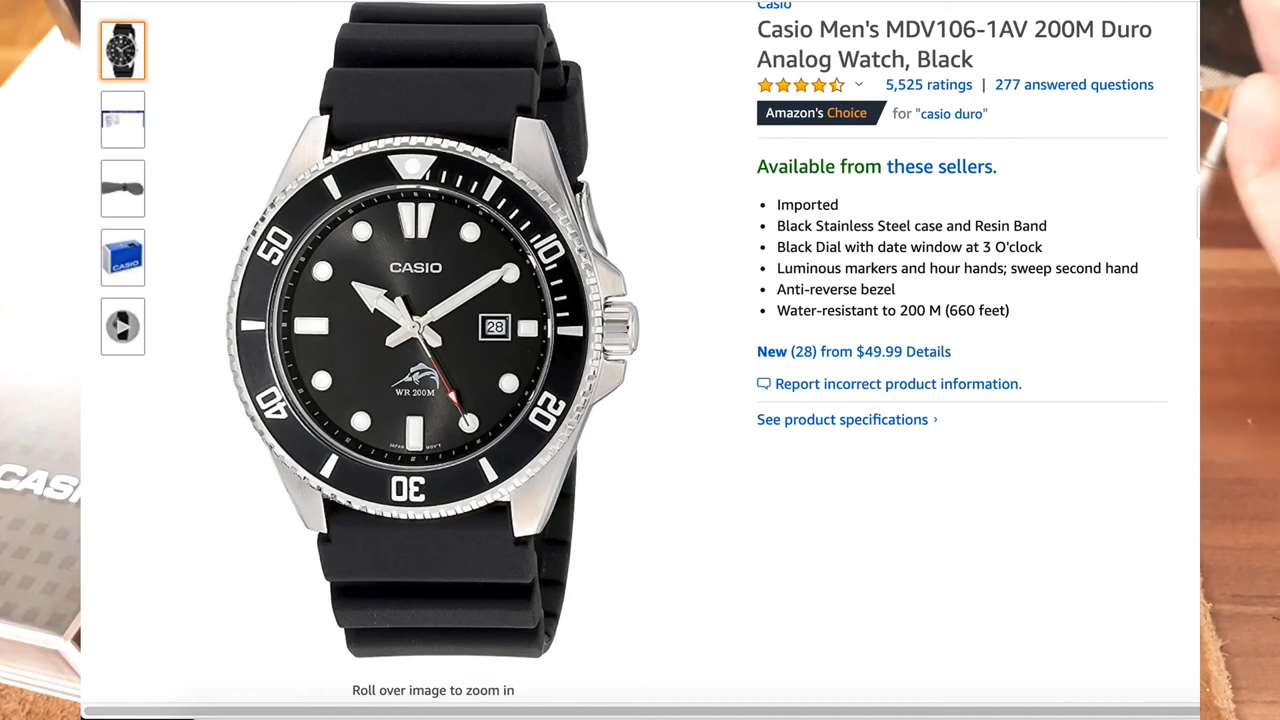 Casio
Casio Men's MDV106-1AV 200M Duro
Analog Watch, Black
5,525 ratings | 277 answered questions
Amazon's Choice for "casio duro"
Available from these sellers.
Imported
Black Stainless Steel case and Resin Band
Black Dial with date window at 3 O'clock
Luminous markers and hour hands; sweep second hand
Anti-reverse bezel
Water-resistant to 200 M (660 feet)
New (28) from $49.99 Details
Report incorrect product information.
See product specifications ›
10
20
30
40
50
CASIO
28
WR 200M
JAPAN MOV'T
CASIO
CAS
Roll over image to zoom in